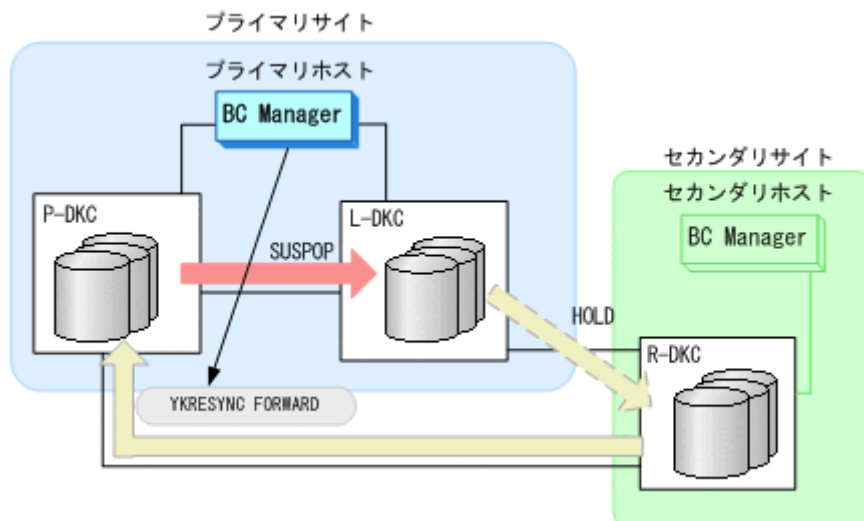 プライマリサイト
プライマリホスト
BC Manager
セカンダリサイト
セカンダリホスト
P-DKC
L-DKC
BC Manager
SUSPOP
HOLD
R-DKC
YKRESYNC FORWARD